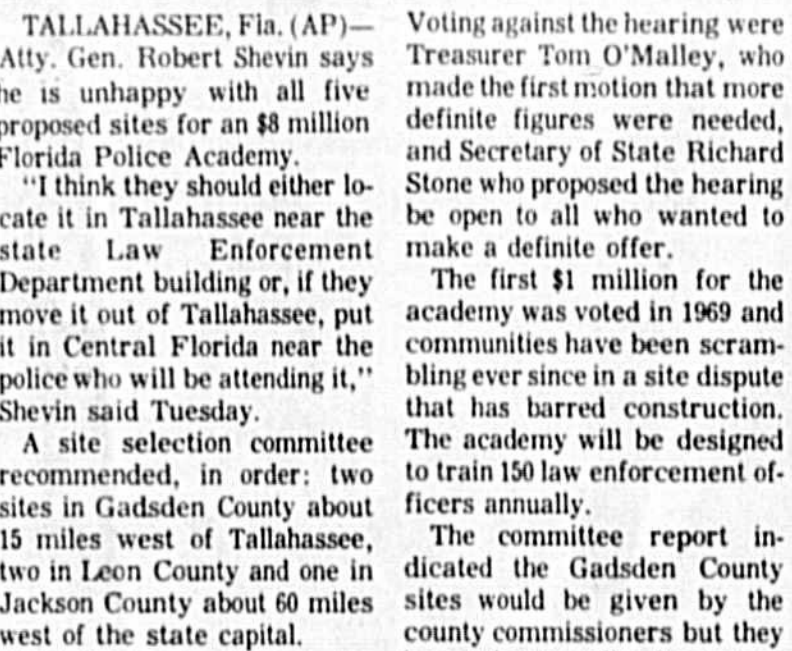 TALLAHASSEE, Fla. (AP)—
Atty. Gen. Robert Shevin says
he is unhappy with all five
proposed sites for an $8 million
Florida Police Academy.
"I think they should either lo-
cate it in Tallahassee near the
state Law Enforcement
Department building or, if they
move it out of Tallahassee, put
it in Central Florida near the
police who will be attending it,"
Shevin said Tuesday.
A site selection committee
recommended, in order: two
sites in Gadsden County about
15 miles west of Tallahassee,
two in Leon County and one in
Jackson County about 60 miles
west of the state capital.
Voting against the hearing were
Treasurer Tom O'Malley, who
made the first motion that more
definite figures were needed,
and Secretary of State Richard
Stone who proposed the hearing
be open to all who wanted to
make a definite offer.
The first $1 million for the
academy was voted in 1969 and
communities have been scram-
bling ever since in a site dispute
that has barred construction.
The academy will be designed
to train 150 law enforcement of-
ficers annually.
The committee report in-
dicated the Gadsden County
sites would be given by the
county commissioners but they